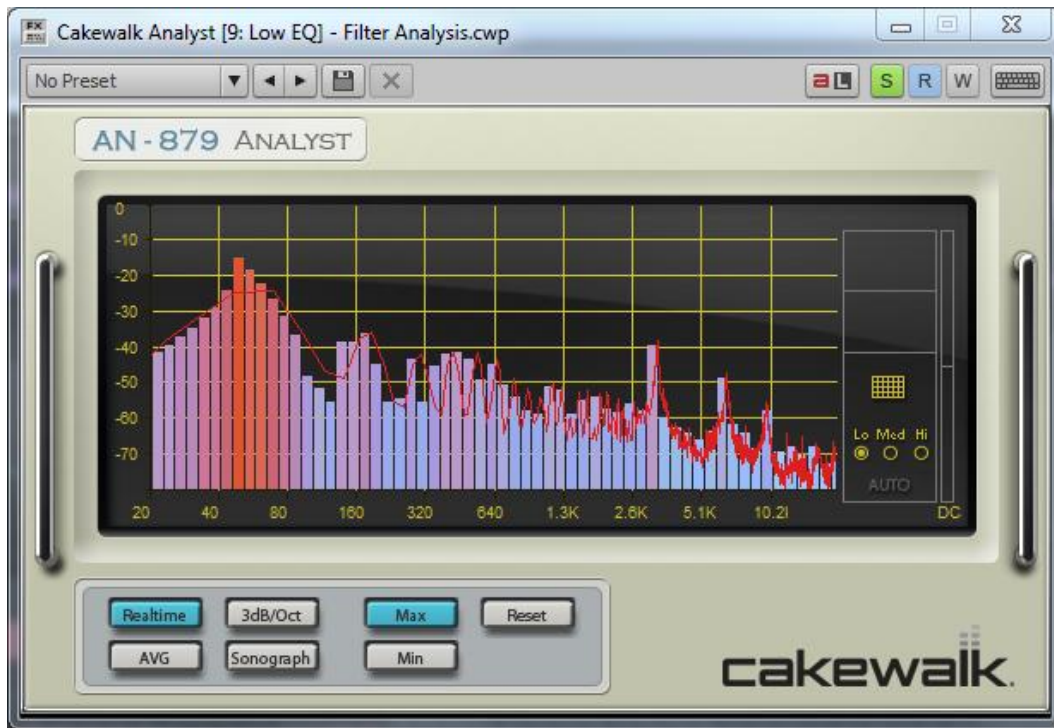 FX
Cakewalk Analyst [9: Low EQ] - Filter Analysis.cwp
No Preset
S R W
AN - 879 ANALYST
0
-10
-20
-30
-40
-50
-60
-70
Lo Med Hi
AUTO
20 40 80 160 320 640 1.3K 2.6K 5.1K 10.2 DC
Realtime 3dB/Oct Max Reset
AVG Sonograph Min
cakewalk.